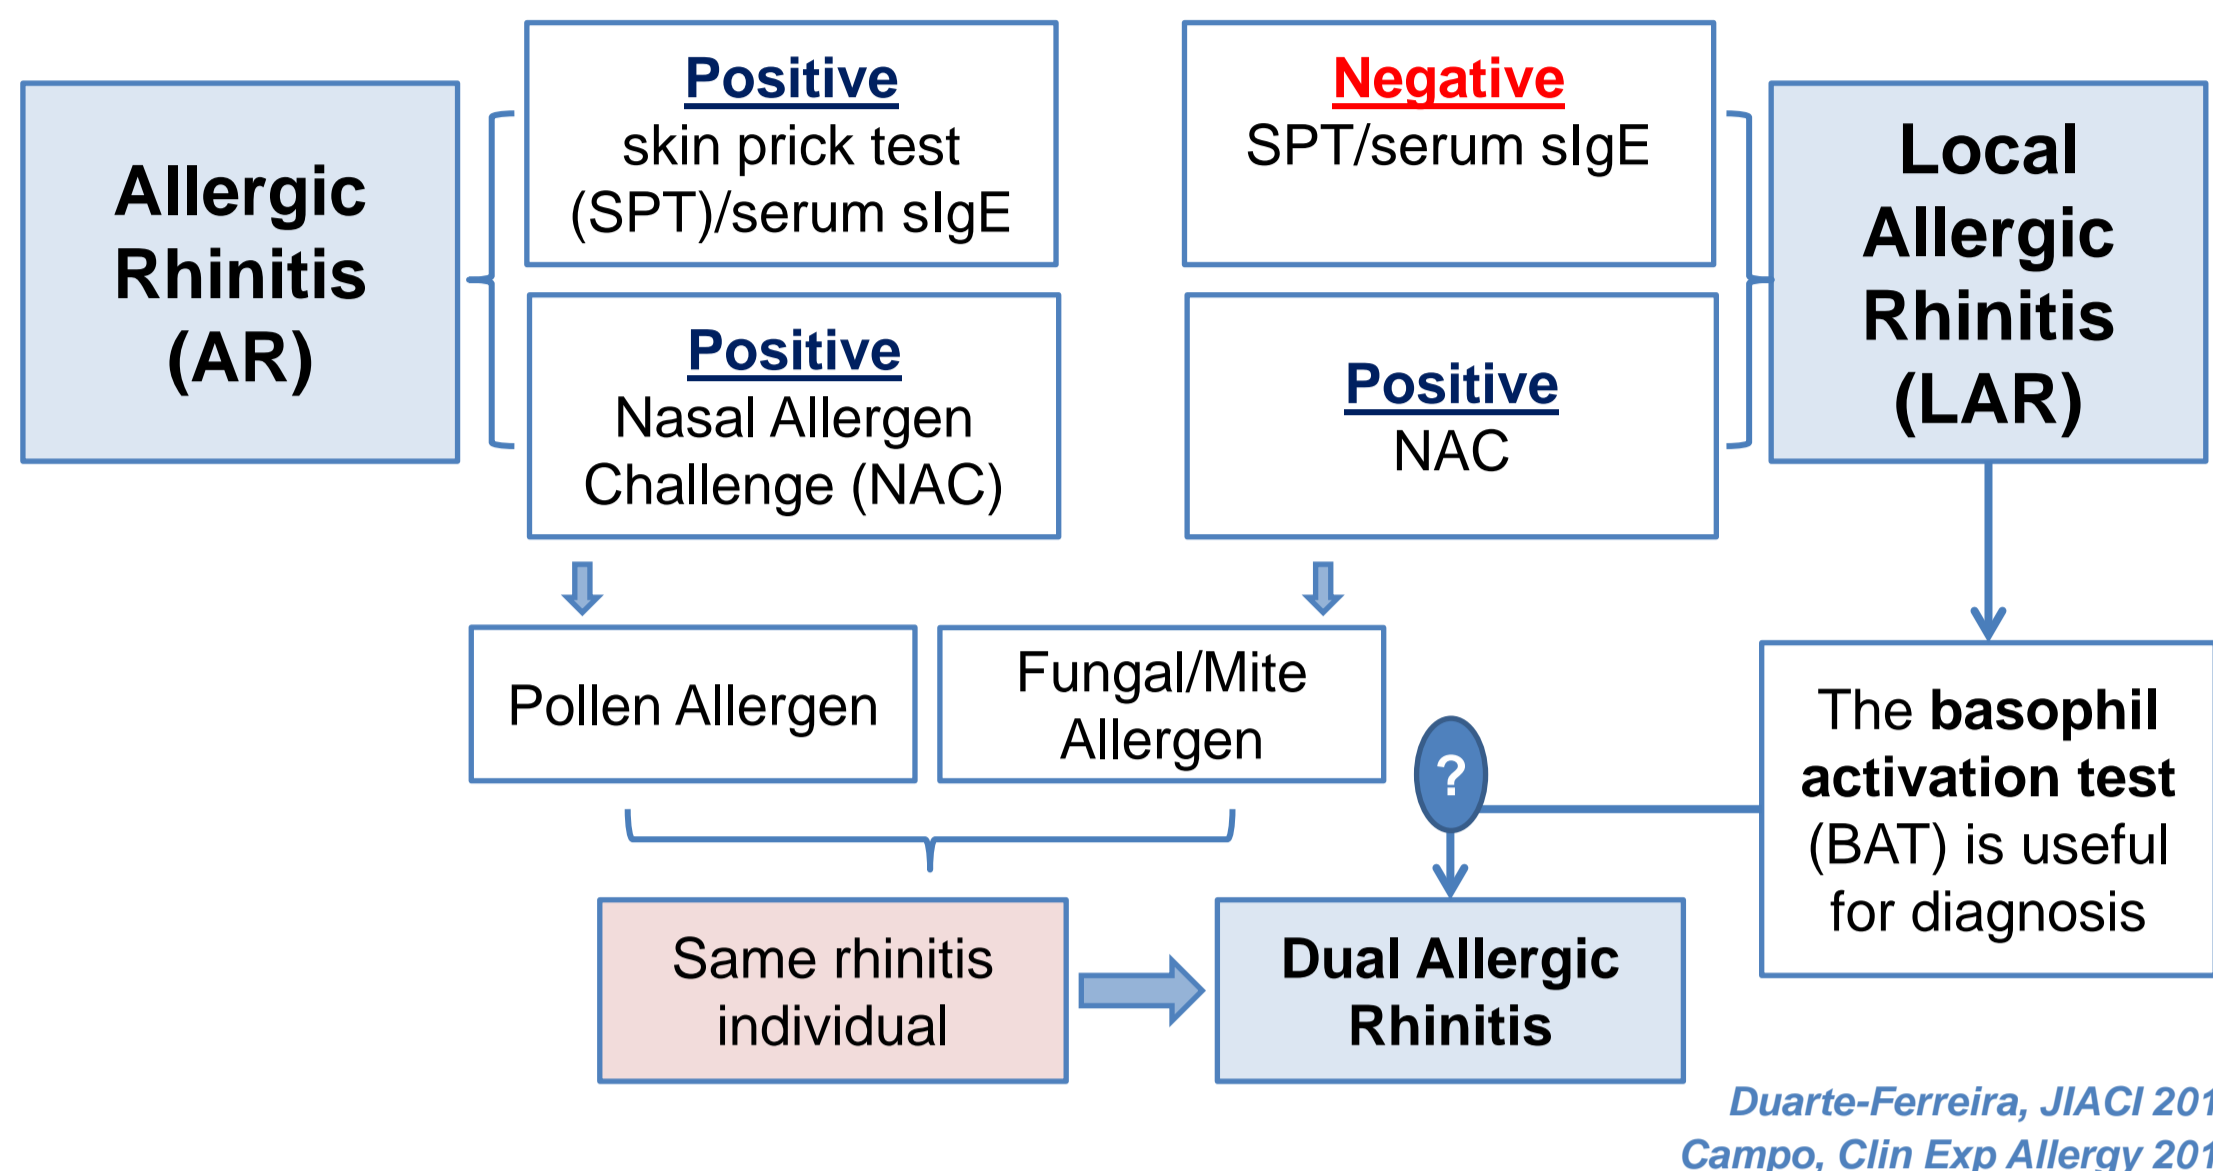 Allergic
Rhinitis
(AR)
Positive
skin prick test
(SPT)/serum sIgE
Positive
Nasal Allergen
Challenge (NAC)
Negative
SPT/serum sIgE
Positive
NAC
Local
Allergic
Rhinitis
(LAR)
Pollen Allergen
Fungal/Mite
Allergen
?
The basophil
activation test
(BAT) is useful
for diagnosis
Same rhinitis
individual
Dual Allergic
Rhinitis
Duarte-Ferreira, JIACI
Campo, Clin Exp Allergy